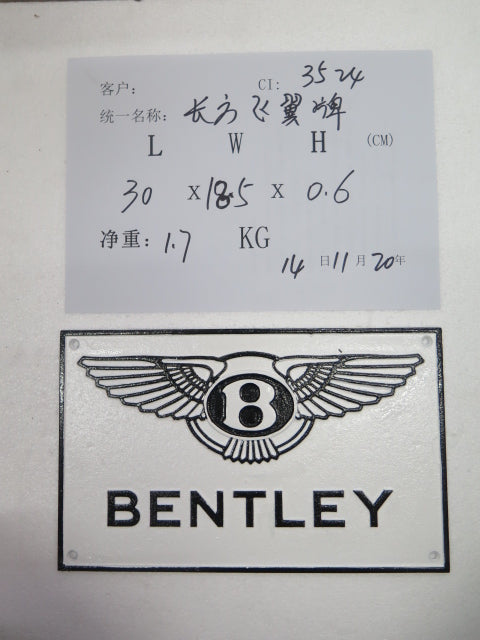 客户: CI: 3524
统一名称: 长方飞翼牌
L W H (CM)
30 x 18.5 x 0.6
净重: 1.7 KG
14 日 11 月 20 年
B
BENTLEY